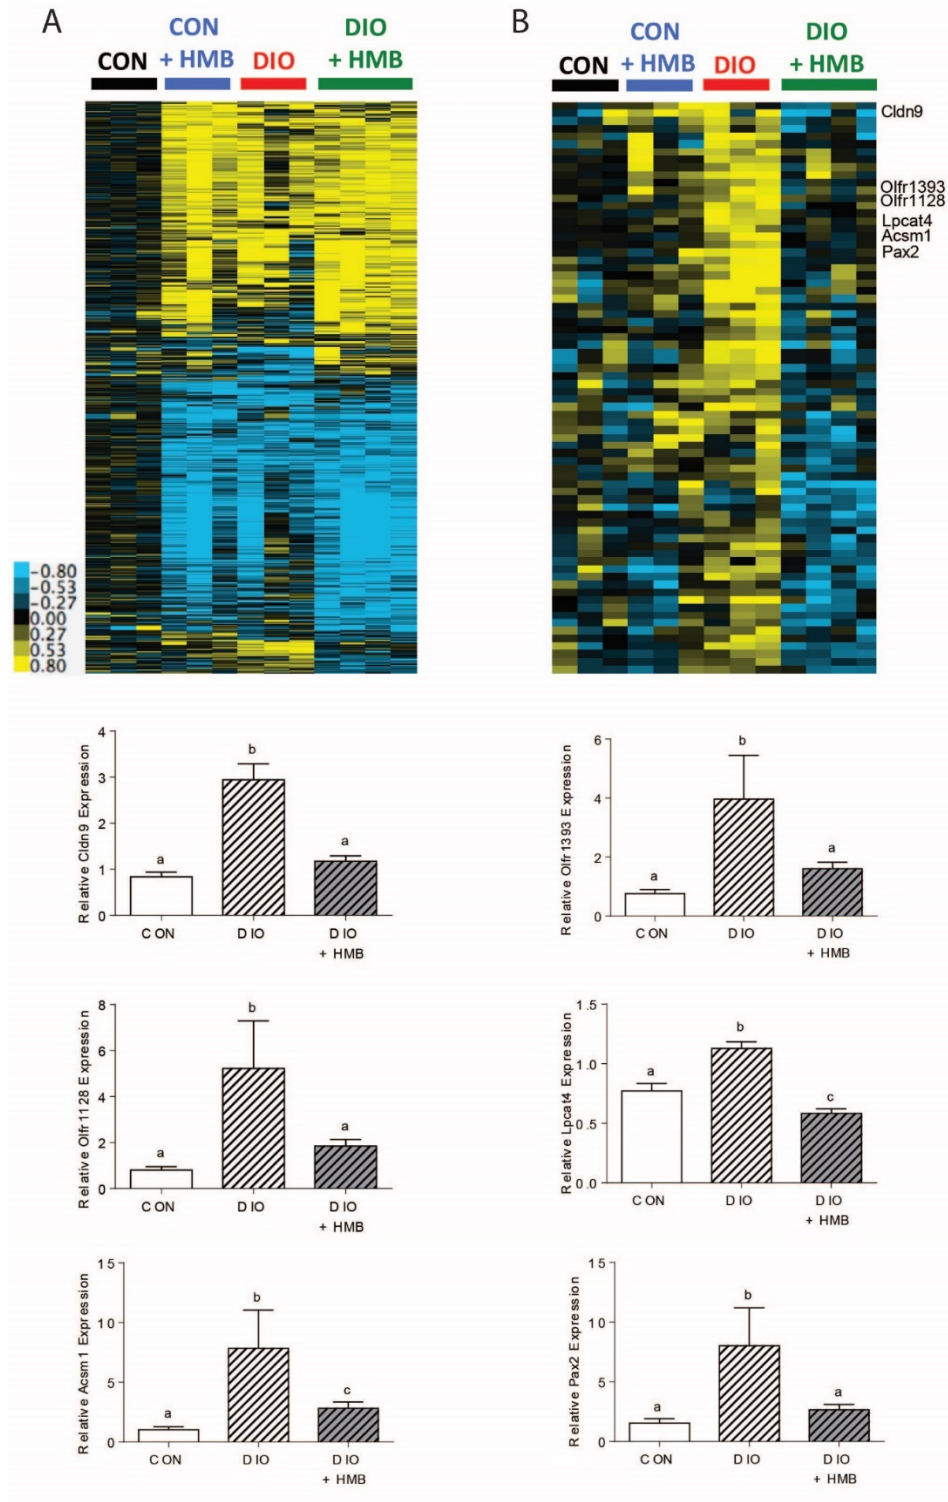 A
B
CON
CON
+ HMB
DIO
DIO
+ HMB
CON
CON
+ HMB
DIO
DIO
+ HMB
Cldn9
Olfr1393
Olfr1128
Lpcat4
Acsm1
Pax2
-0.80
-0.53
-0.27
0.00
0.27
0.53
0.80
Relative Cldn9 Expression
4
3
2
1
0
a
b
a
CON
DIO
DIO
+ HMB
Relative Olfr1393 Expression
6
4
2
0
a
b
a
CON
DIO
DIO
+ HMB
Relative Olfr1128 Expression
8
6
4
2
0
a
b
a
CON
DIO
DIO
+ HMB
Relative Lpcat4 Expression
1.5
1.0
0.5
0.0
a
b
c
CON
DIO
DIO
+ HMB
Relative Acsm1 Expression
15
10
5
0
a
b
c
CON
DIO
DIO
+ HMB
Relative Pax2 Expression
15
10
5
0
a
b
a
CON
DIO
DIO
+ HMB